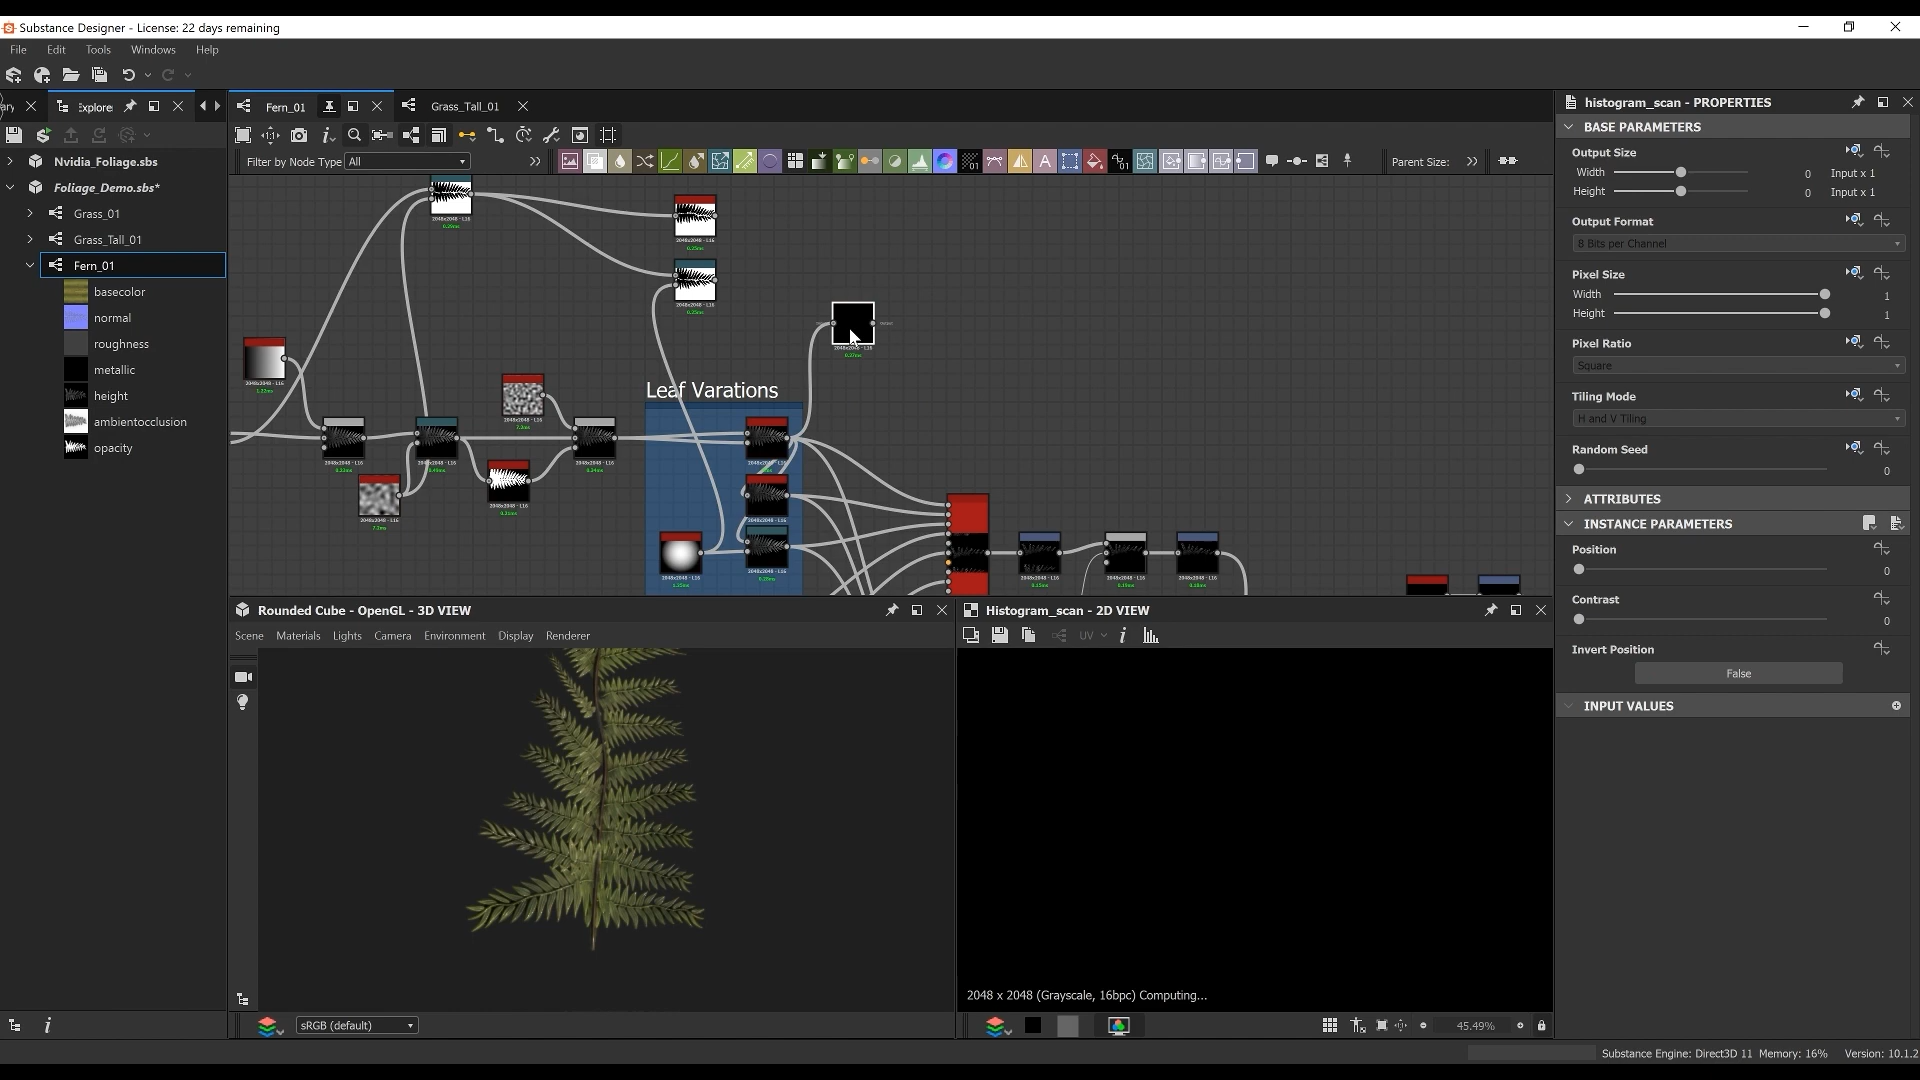 Substance Designer - License: 22 days remaining
File Edit Tools Windows Help
Explore
Fern_01
Grass_Tall_01
Filter by Node Type All
Parent Size:
Nvidia_Foliage.sbs
Foliage_Demo.sbs*
Grass_01
Grass_Tall_01
Fern_01
basecolor
normal
roughness
metallic
height
ambientocclusion
opacity
Leaf Varations
Rounded Cube - OpenGL - 3D VIEW
Scene Materials Lights Camera Environment Display Renderer
sRGB (default)
Histogram_scan - 2D VIEW
UV
2048 x 2048 (Grayscale, 16bpc) Computing...
45.49%
histogram_scan - PROPERTIES
BASE PARAMETERS
Output Size
Width 0 Input x 1
Height 0 Input x 1
Output Format
8 Bits per Channel
Pixel Size
Width 1
Height 1
Pixel Ratio
Square
Tiling Mode
H and V Tiling
Random Seed
0
ATTRIBUTES
INSTANCE PARAMETERS
Position
0
Contrast
0
Invert Position
False
INPUT VALUES
Substance Engine: Direct3D 11 Memory: 16% Version: 10.1.2